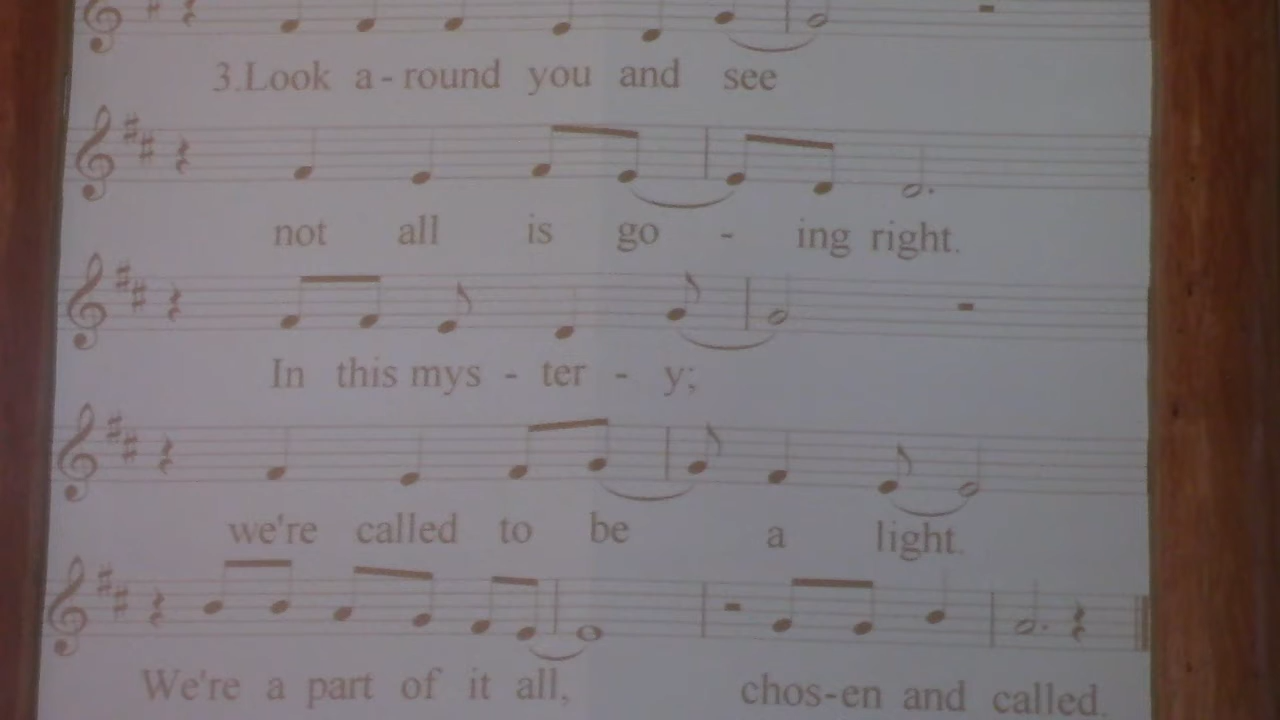 3.Look a-round you and see
not all is go - ing right.
In this mys - ter - y;
we're called to be a light.
We're a part of it all, chos-en and called.